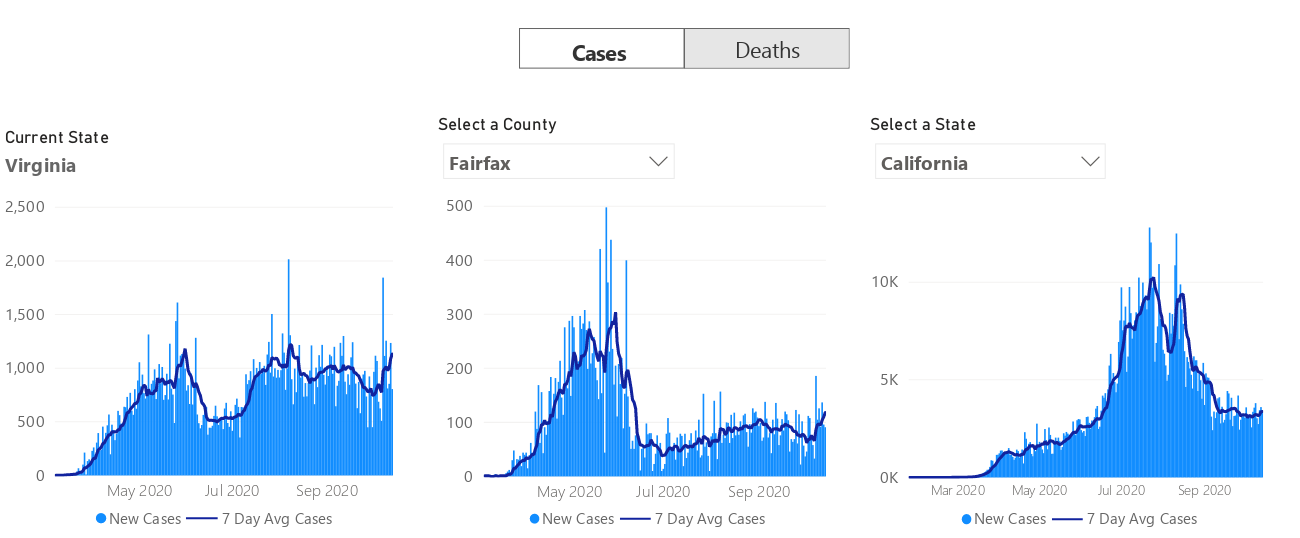 Cases Deaths
Current State
Virginia
Select a County
Fairfax
Select a State
California
2,500
2,000
1,500
1,000
500
0
May 2020 Jul 2020 Sep 2020
New Cases 7 Day Avg Cases
500
400
300
200
100
0
May 2020 Jul 2020 Sep 2020
New Cases 7 Day Avg Cases
10K
5K
0K
Mar 2020 May 2020 Jul 2020 Sep 2020
New Cases 7 Day Avg Cases